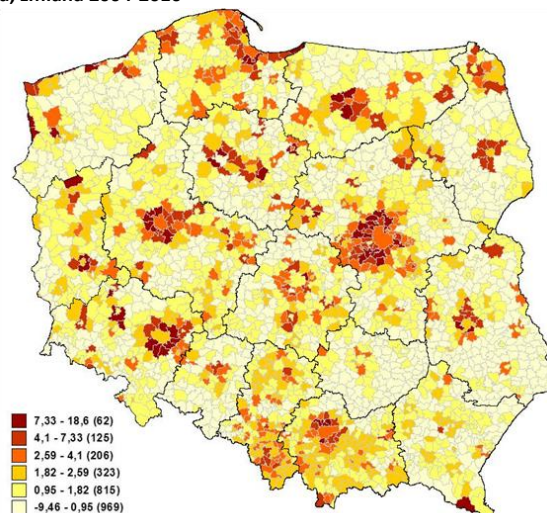 7,33 - 18,6 (62)
4,1 - 7,33 (125)
2,59 - 4,1 (206)
1,82 - 2,59 (323)
0,95 - 1,82 (815)
-9,46 - 0,95 (969)